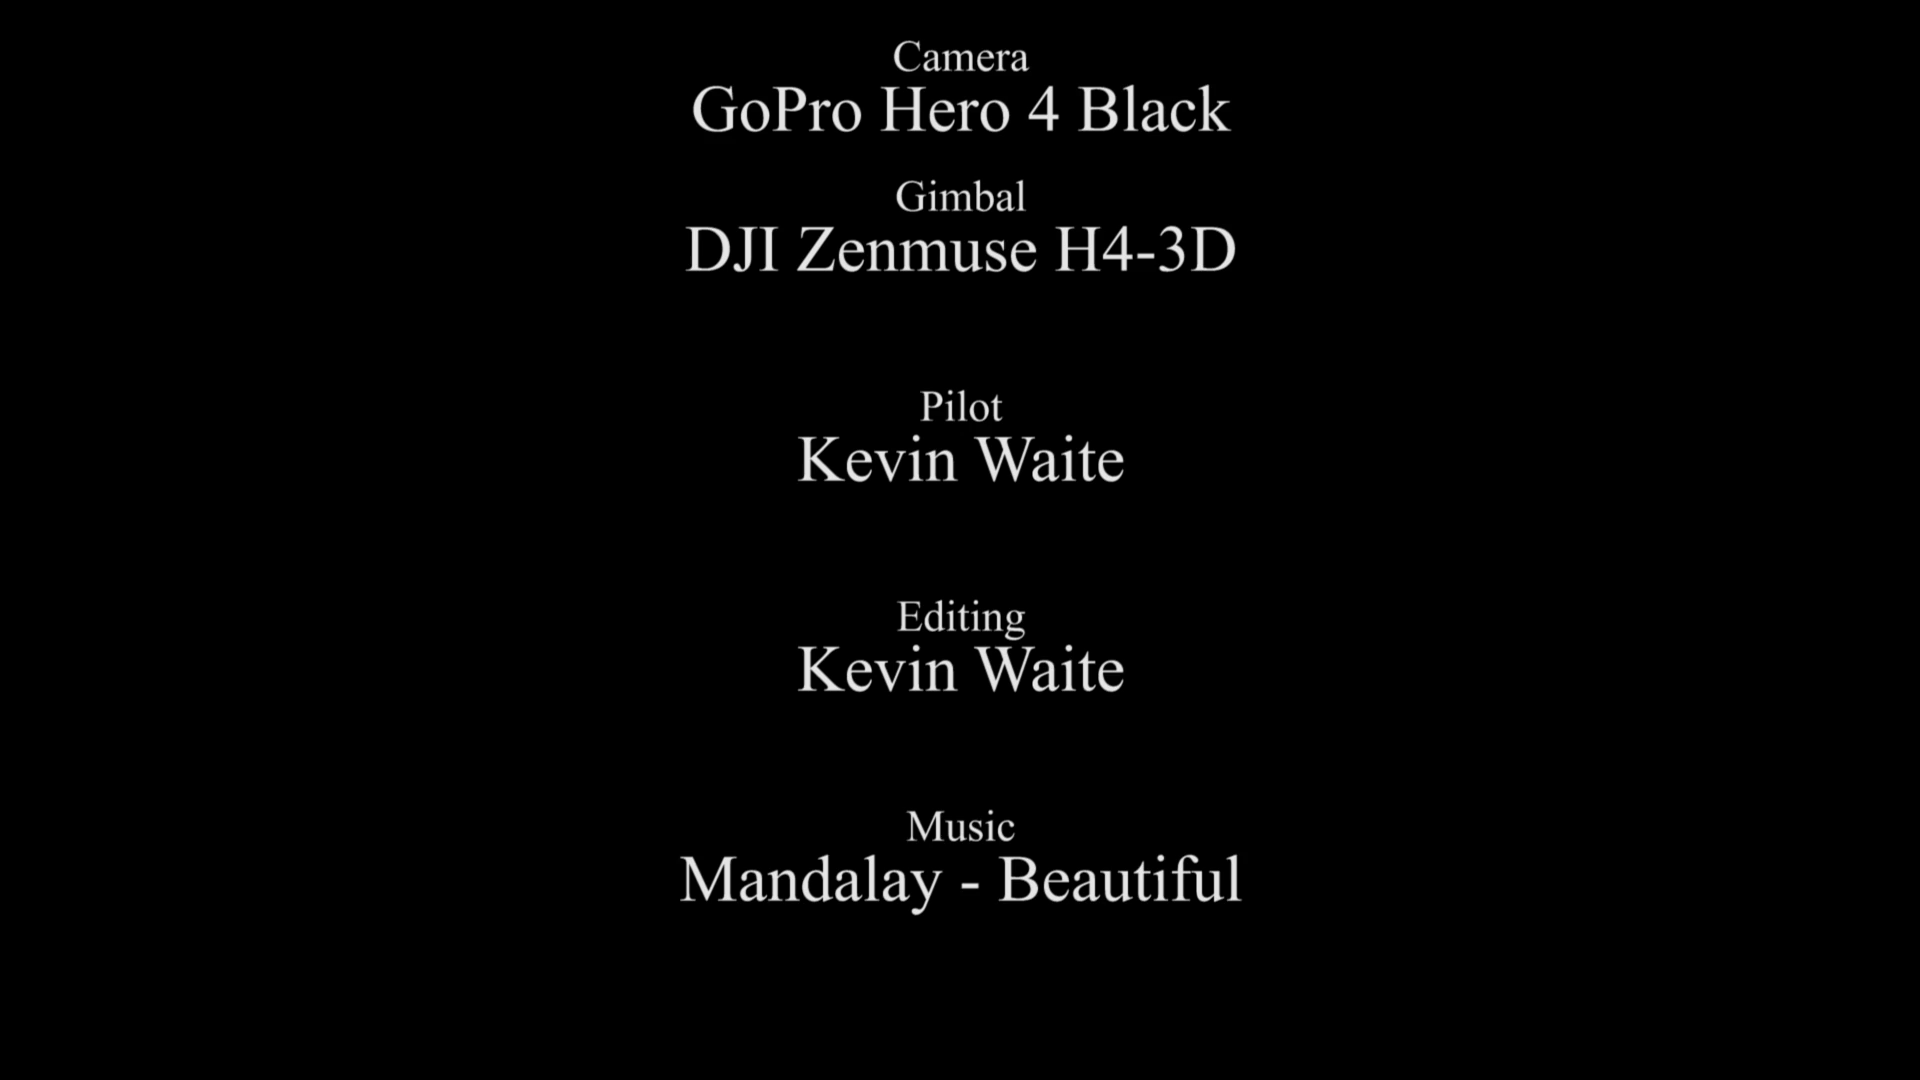 Camera
GoPro Hero 4 Black
Gimbal
DJI Zenmuse H4-3D
Pilot
Kevin Waite
Editing
Kevin Waite
Music
Mandalay - Beautiful